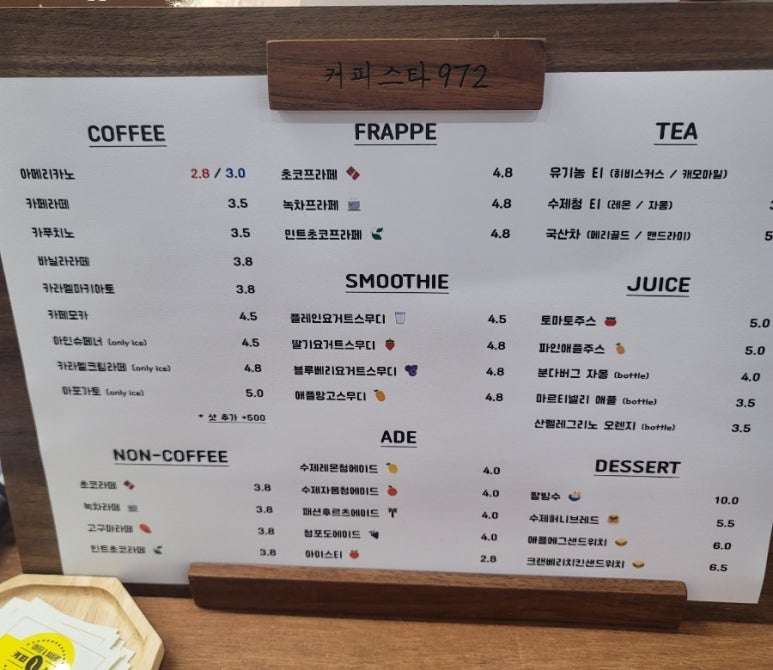 커피스타972
COFFEE
아메리카노 2.8 / 3.0
카페라떼 3.5
카푸치노 3.5
바닐라라떼 3.8
카라멜마키아토 3.8
카페모카 4.5
아인슈페너 (only ice) 4.5
카라멜크림라떼 (only ice) 4.8
아포가토 (only ice) 5.0
* 샷 추가 +500
NON-COFFEE
초코라떼 3.8
녹차라떼 3.8
고구마라떼 3.8
민트초코라떼 3.8
FRAPPE
초코프라페 4.8
녹차프라페 4.8
민트초코프라페 4.8
SMOOTHIE
플레인요거트스무디 4.5
딸기요거트스무디 4.8
블루베리요거트스무디 4.8
애플망고스무디 4.8
ADE
수제레몬청에이드 4.0
수제자몽청에이드 4.0
패션후르츠에이드 4.0
청포도에이드 4.0
아이스티 2.8
TEA
유기농 티 (히비스커스 / 캐모마일)
수제청 티 (레몬 / 자몽)
국산차 (메리골드 / 맨드라미)
JUICE
토마토주스 5.0
파인애플주스 5.0
분다버그 자몽 (bottle) 4.0
마르티넬리 애플 (bottle) 3.5
산펠레그리노 오렌지 (bottle) 3.5
DESSERT
팥빙수 10.0
수제허니브레드 5.5
애플에그샌드위치 6.0
크랜베리치킨샌드위치 6.5